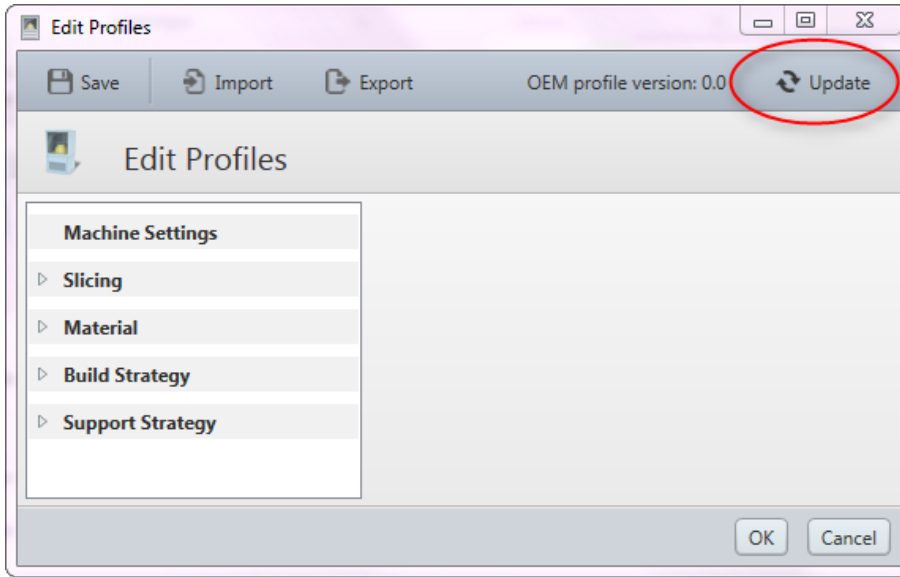 Edit Profiles
Save Import Export OEM profile version: 0.0 Update
Edit Profiles
Machine Settings
Slicing
Material
Build Strategy
Support Strategy
OK Cancel